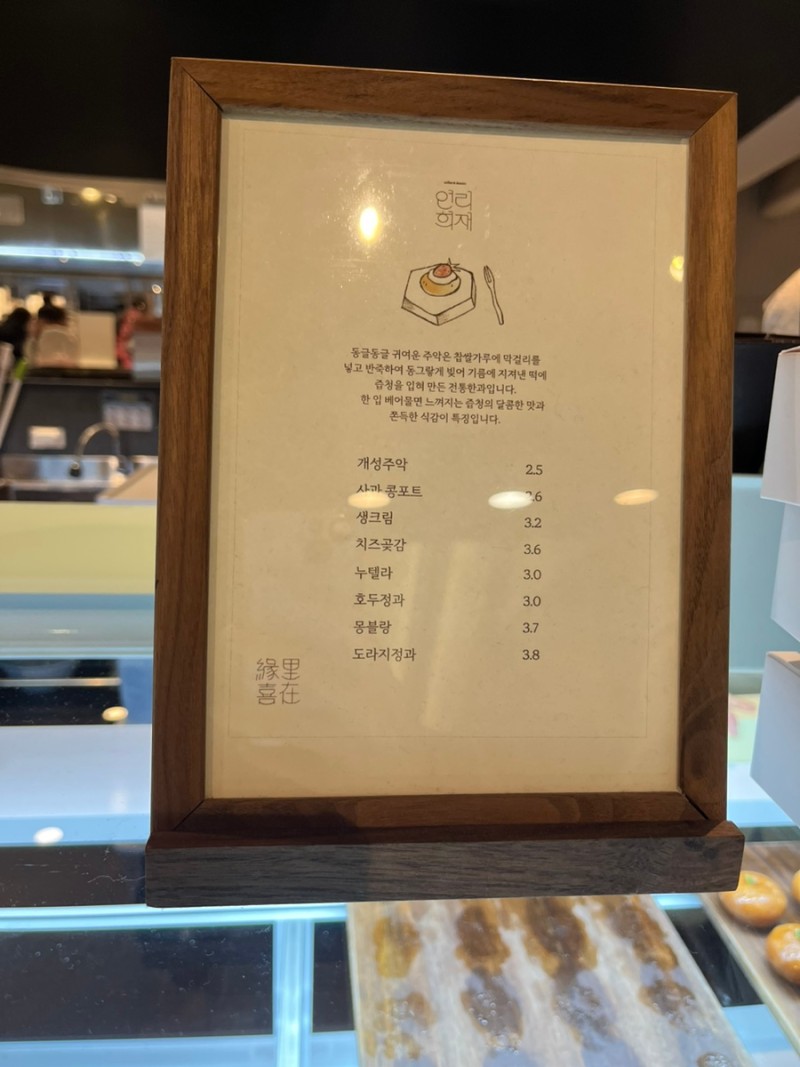 연리
희재
동글동글 귀여운 주악은 찹쌀가루에 막걸리를
넣고 반죽하여 동그랗게 빚어 기름에 지져낸 떡에
즙청을 입혀 만든 전통한과입니다.
한 입 베어물면 느껴지는 즙청의 달콤한 맛과
쫀득한 식감이 특징입니다.
개성주악 2.5
사과 콩포트 .6
생크림 3.2
치즈곶감 3.6
누텔라 3.0
호두정과 3.0
몽블랑 3.7
도라지정과 3.8
緣里
喜在